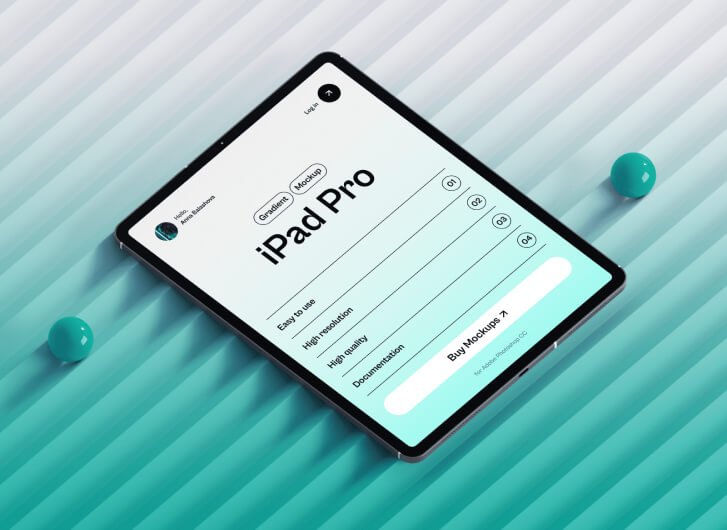 Hello,
Anna Balashova
Log in
Gradient Mockup
iPad Pro
Easy to use 01
High resolution 02
High quality 03
Documentation 04
Buy Mockups
for Adobe Photoshop CC